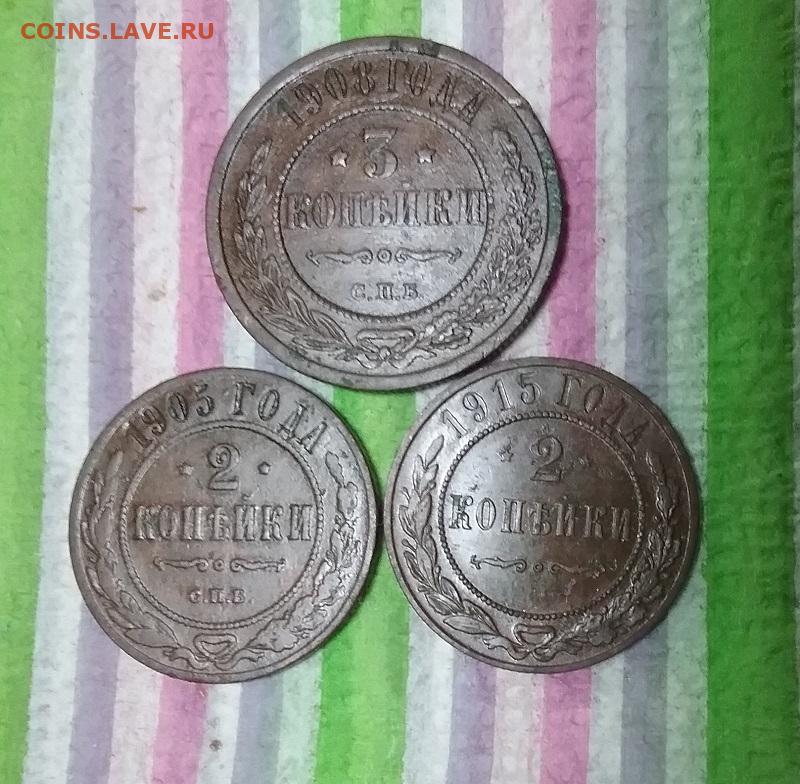 COINS.LAVE.RU
1908 ГОДА
3
КОПѢЙКИ
С.П.Б.
1905 ГОДА
2
КОПѢЙКИ
С.П.Б.
1915 ГОДА
2
КОПѢЙКИ